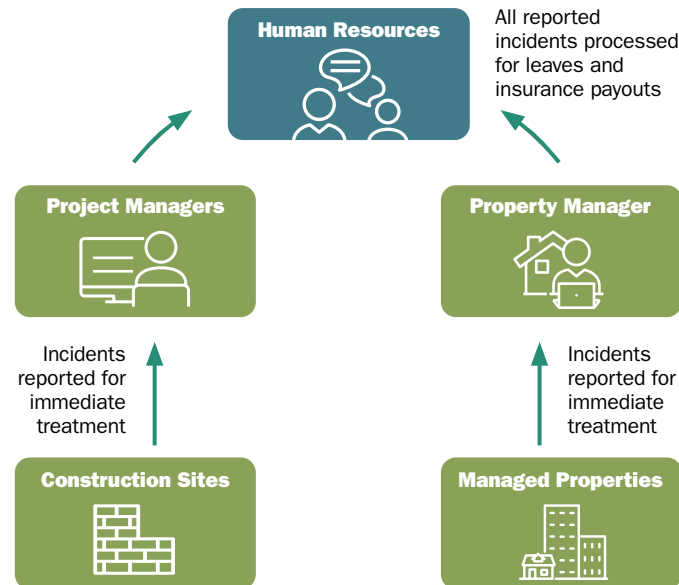 Human Resources
All reported
incidents processed
for leaves and
insurance payouts
Project Managers
Property Manager
Incidents
reported for
immediate
treatment
Incidents
reported for
immediate
treatment
Construction Sites
Managed Properties